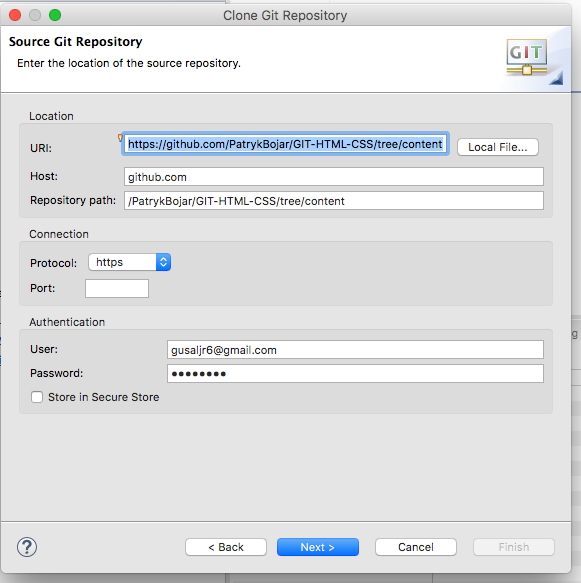 Clone Git Repository
Source Git Repository
Enter the location of the source repository.
GIT
Location
URI: https://github.com/PatrykBojar/GIT-HTML-CSS/tree/content Local File...
Host: github.com
Repository path: /PatrykBojar/GIT-HTML-CSS/tree/content
Connection
Protocol: https
Port:
Authentication
User: gusaljr6@gmail.com
Password: ●●●●●●●●
Store in Secure Store
? < Back Next > Cancel Finish